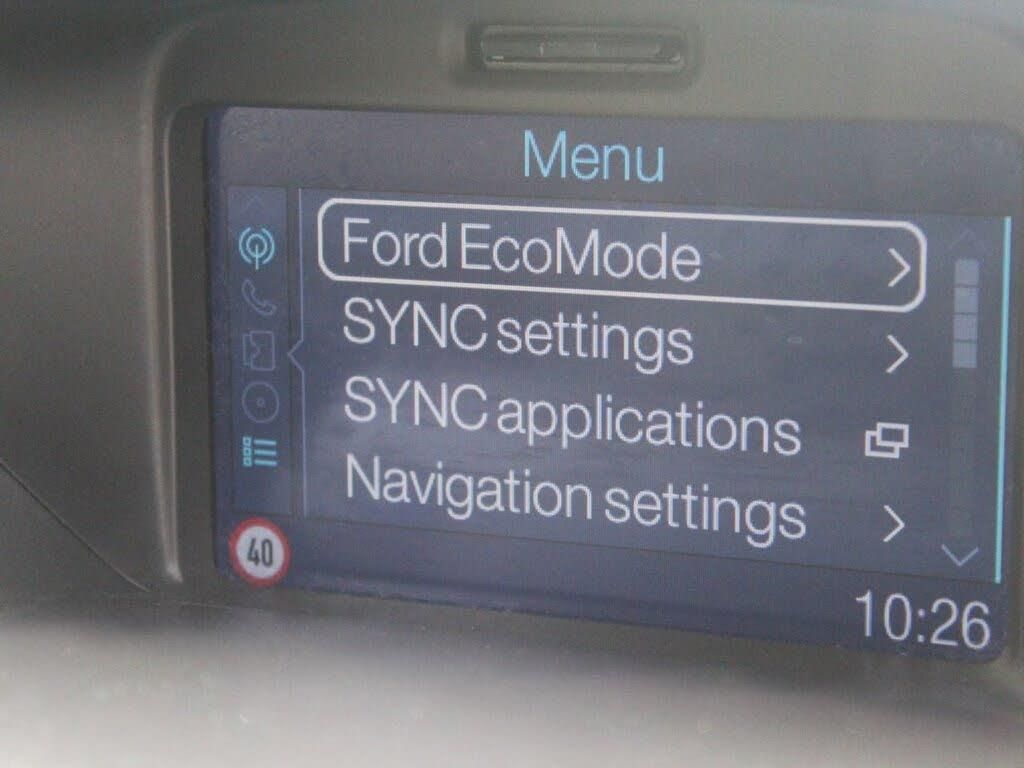 Menu
Ford EcoMode
SYNC settings
SYNC applications
Navigation settings
40
10:26